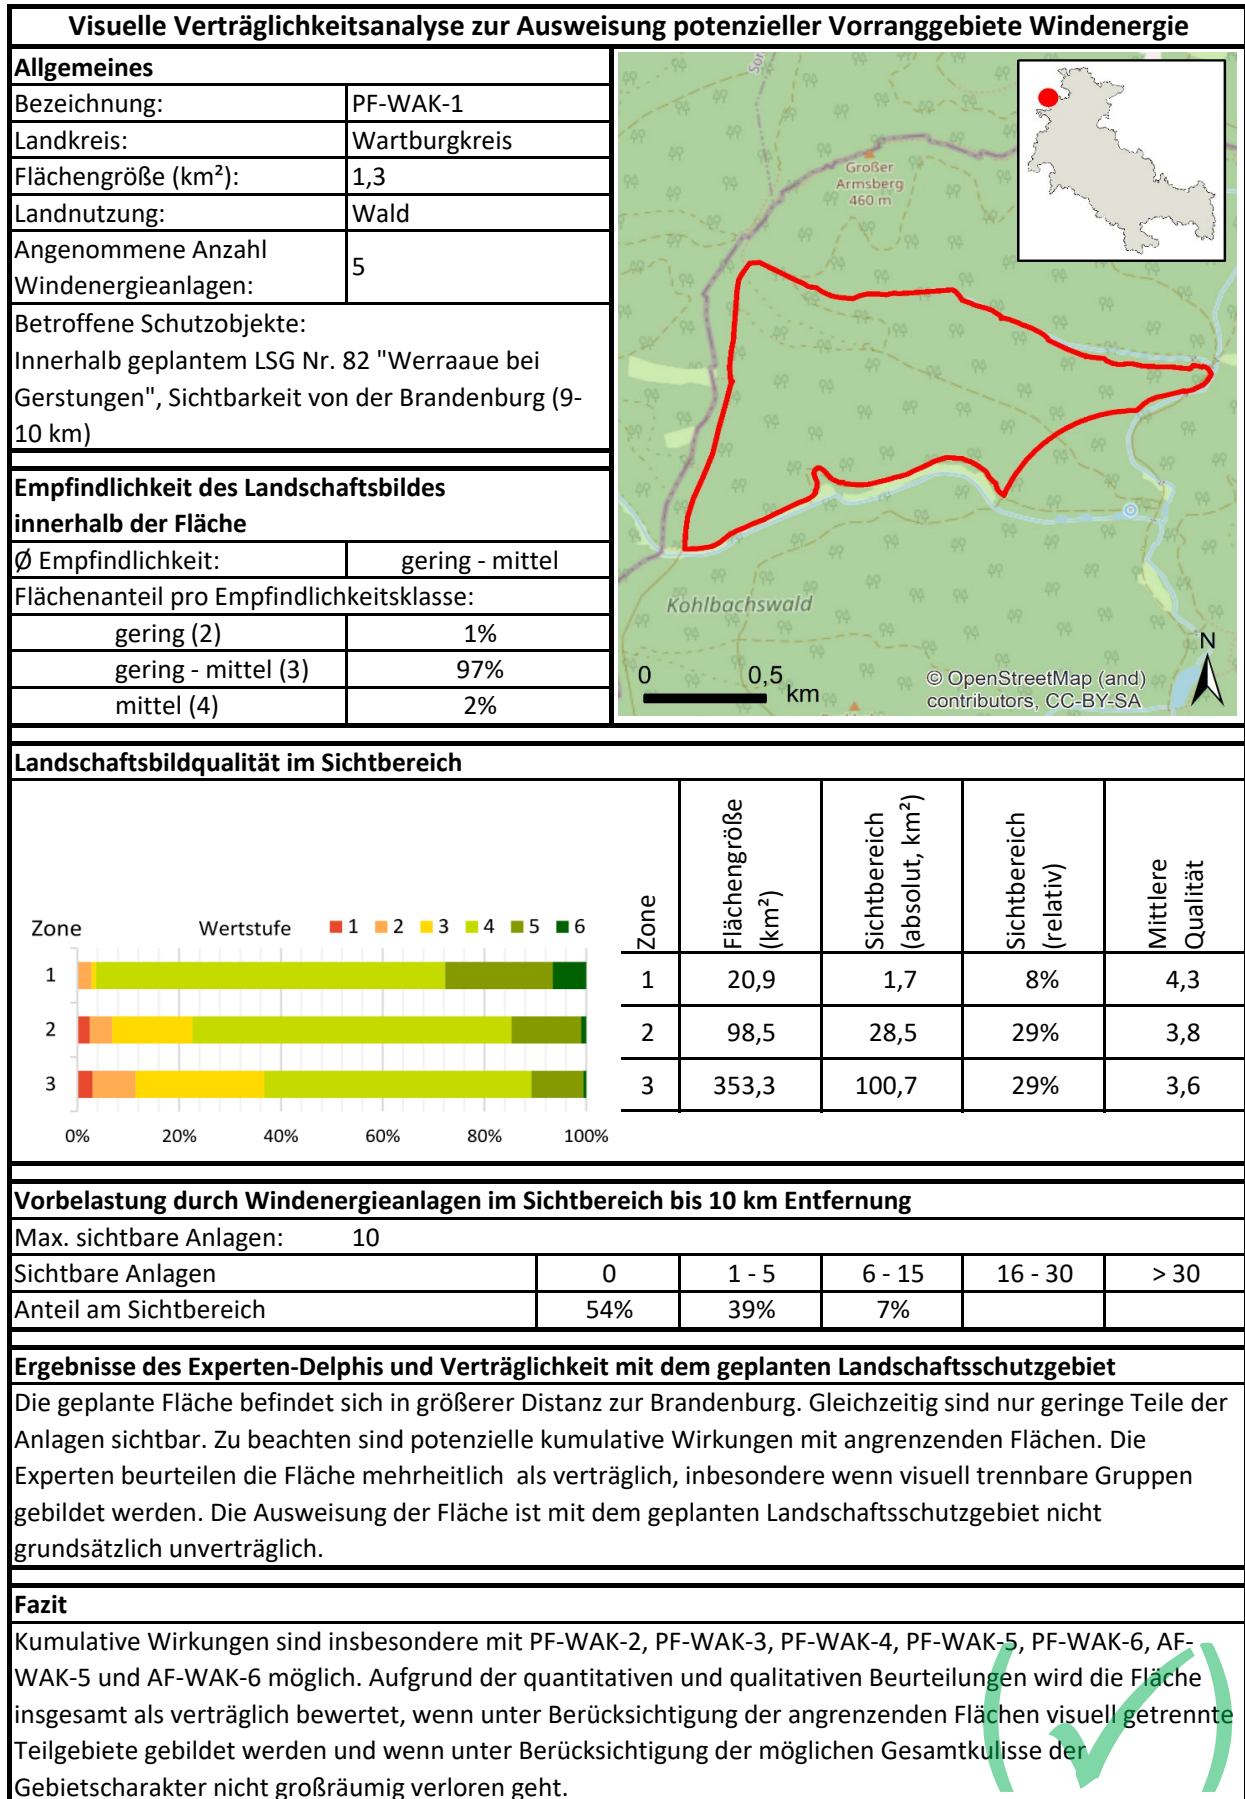 Visuelle Verträglichkeitsanalyse zur Ausweisung potenzieller Vorranggebiete Windenergie
Allgemeines
Bezeichnung: PF-WAK-1
Landkreis: Wartburgkreis
Flächengröße (km²): 1,3
Landnutzung: Wald
Angenommene Anzahl
Windenergieanlagen: 5
Betroffene Schutzobjekte:
Innerhalb geplantem LSG Nr. 82 "Werraaue bei
Gerstungen", Sichtbarkeit von der Brandenburg (9-
10 km)
Empfindlichkeit des Landschaftsbildes
innerhalb der Fläche
Ø Empfindlichkeit: gering - mittel
Flächenanteil pro Empfindlichkeitsklasse:
gering (2) 1%
gering - mittel (3) 97%
mittel (4) 2%
Großer
Armsberg
460 m
Kohlbachswald
N
0 0,5
km
© OpenStreetMap (and)
contributors, CC-BY-SA
Landschaftsbildqualität im Sichtbereich
Zone Wertstufe 1 2 3 4 5 6
1
2
3
0% 20% 40% 60% 80% 100%
Zone
Flächengröße
(km²)
Sichtbereich
(absolut, km²)
Sichtbereich
(relativ)
Mittlere
Qualität
1 20,9 1,7 8% 4,3
2 98,5 28,5 29% 3,8
3 353,3 100,7 29% 3,6
Vorbelastung durch Windenergieanlagen im Sichtbereich bis 10 km Entfernung
Max. sichtbare Anlagen: 10
Sichtbare Anlagen 0 1 - 5 6 - 15 16 - 30 > 30
Anteil am Sichtbereich 54% 39% 7%
Ergebnisse des Experten-Delphis und Verträglichkeit mit dem geplanten Landschaftsschutzgebiet
Die geplante Fläche befindet sich in größerer Distanz zur Brandenburg. Gleichzeitig sind nur geringe Teile der
Anlagen sichtbar. Zu beachten sind potenzielle kumulative Wirkungen mit angrenzenden Flächen. Die
Experten beurteilen die Fläche mehrheitlich als verträglich, inbesondere wenn visuell trennbare Gruppen
gebildet werden. Die Ausweisung der Fläche ist mit dem geplanten Landschaftsschutzgebiet nicht
grundsätzlich unverträglich.
Fazit
Kumulative Wirkungen sind insbesondere mit PF-WAK-2, PF-WAK-3, PF-WAK-4, PF-WAK-5, PF-WAK-6, AF-
WAK-5 und AF-WAK-6 möglich. Aufgrund der quantitativen und qualitativen Beurteilungen wird die Fläche
insgesamt als verträglich bewertet, wenn unter Berücksichtigung der angrenzenden Flächen visuell getrennte
Teilgebiete gebildet werden und wenn unter Berücksichtigung der möglichen Gesamtkulisse der
Gebietscharakter nicht großräumig verloren geht.